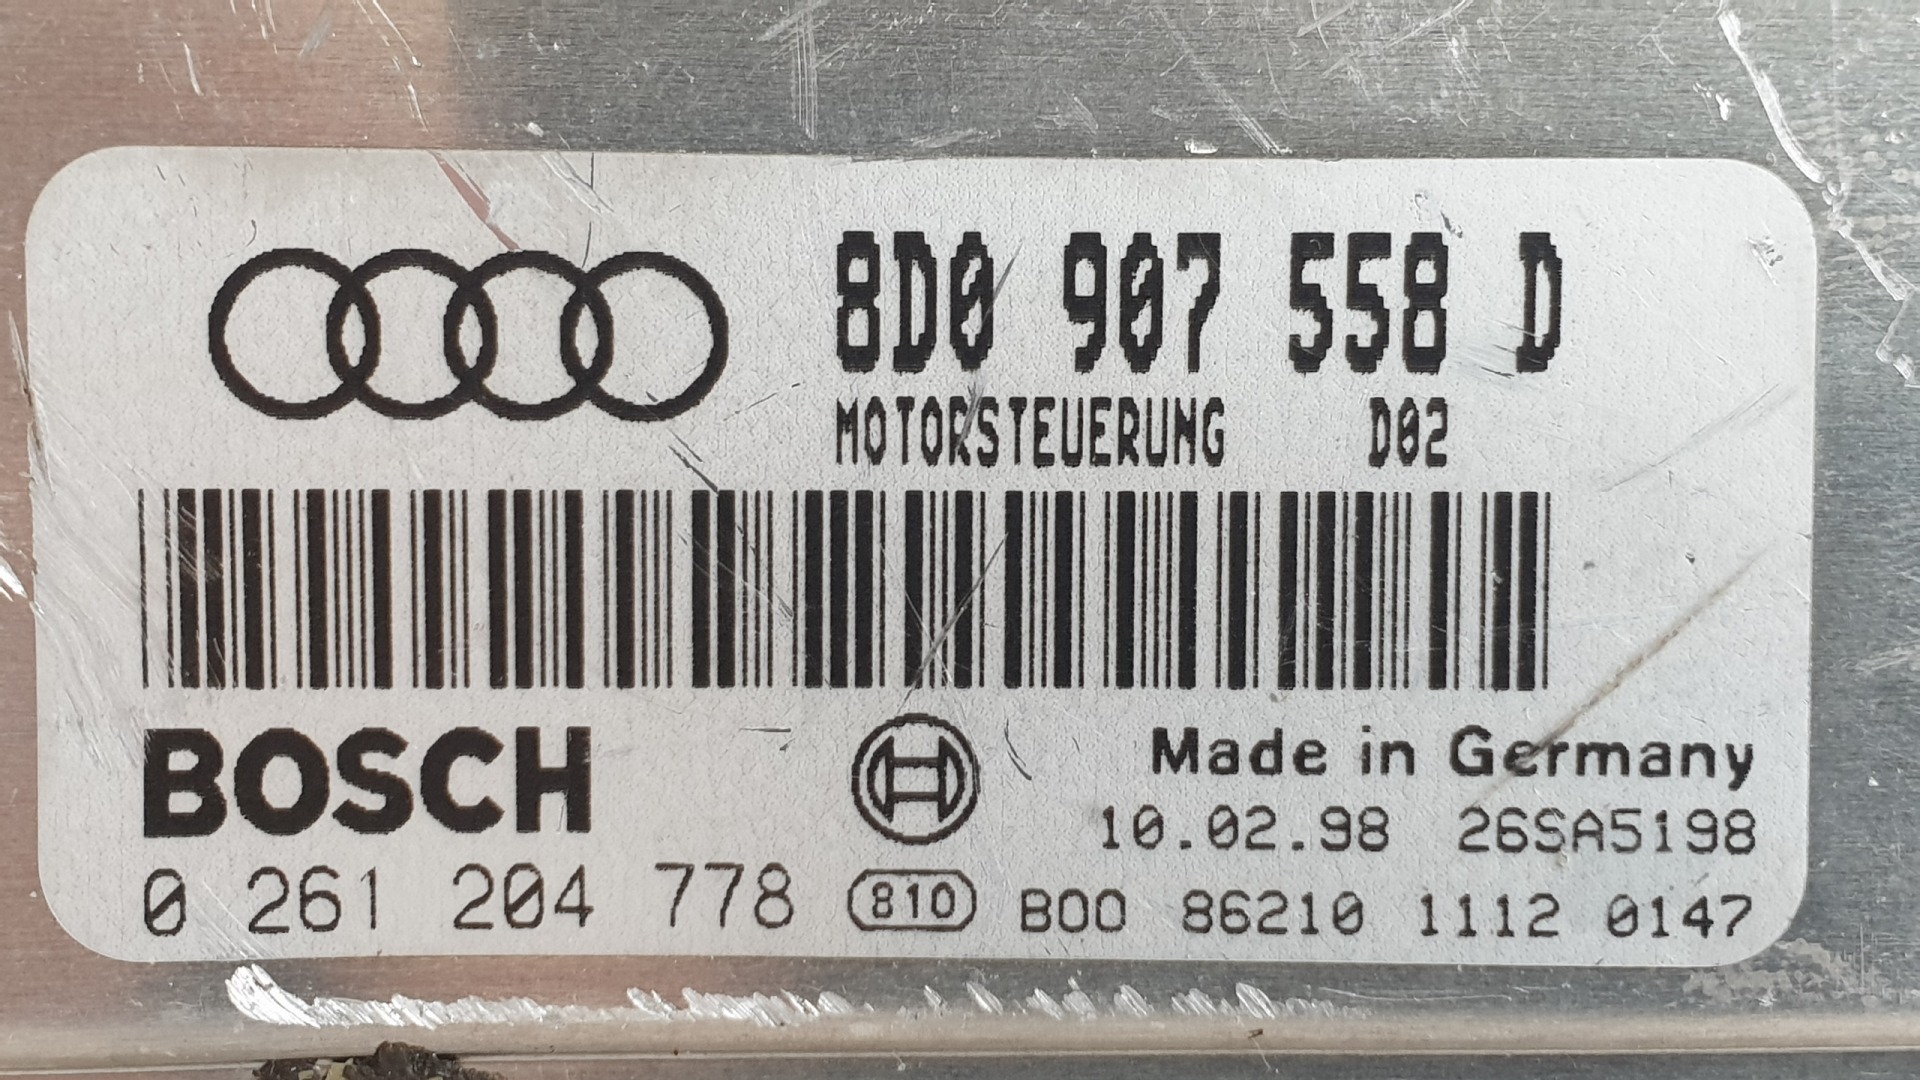 8D0 907 558 D
MOTORSTEUERUNG D02
BOSCH
Made in Germany
10.02.98 26SA5198
0 261 204 778 810 B00 86210 1112 0147